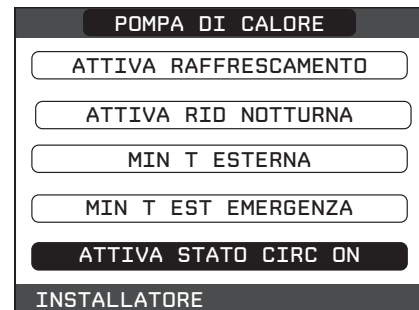 POMPA DI CALORE
ATTIVA RAFFRESCAMENTO
ATTIVA RID NOTTURNA
MIN T ESTERNA
MIN T EST EMERGENZA
ATTIVA STATO CIRC ON
INSTALLATORE